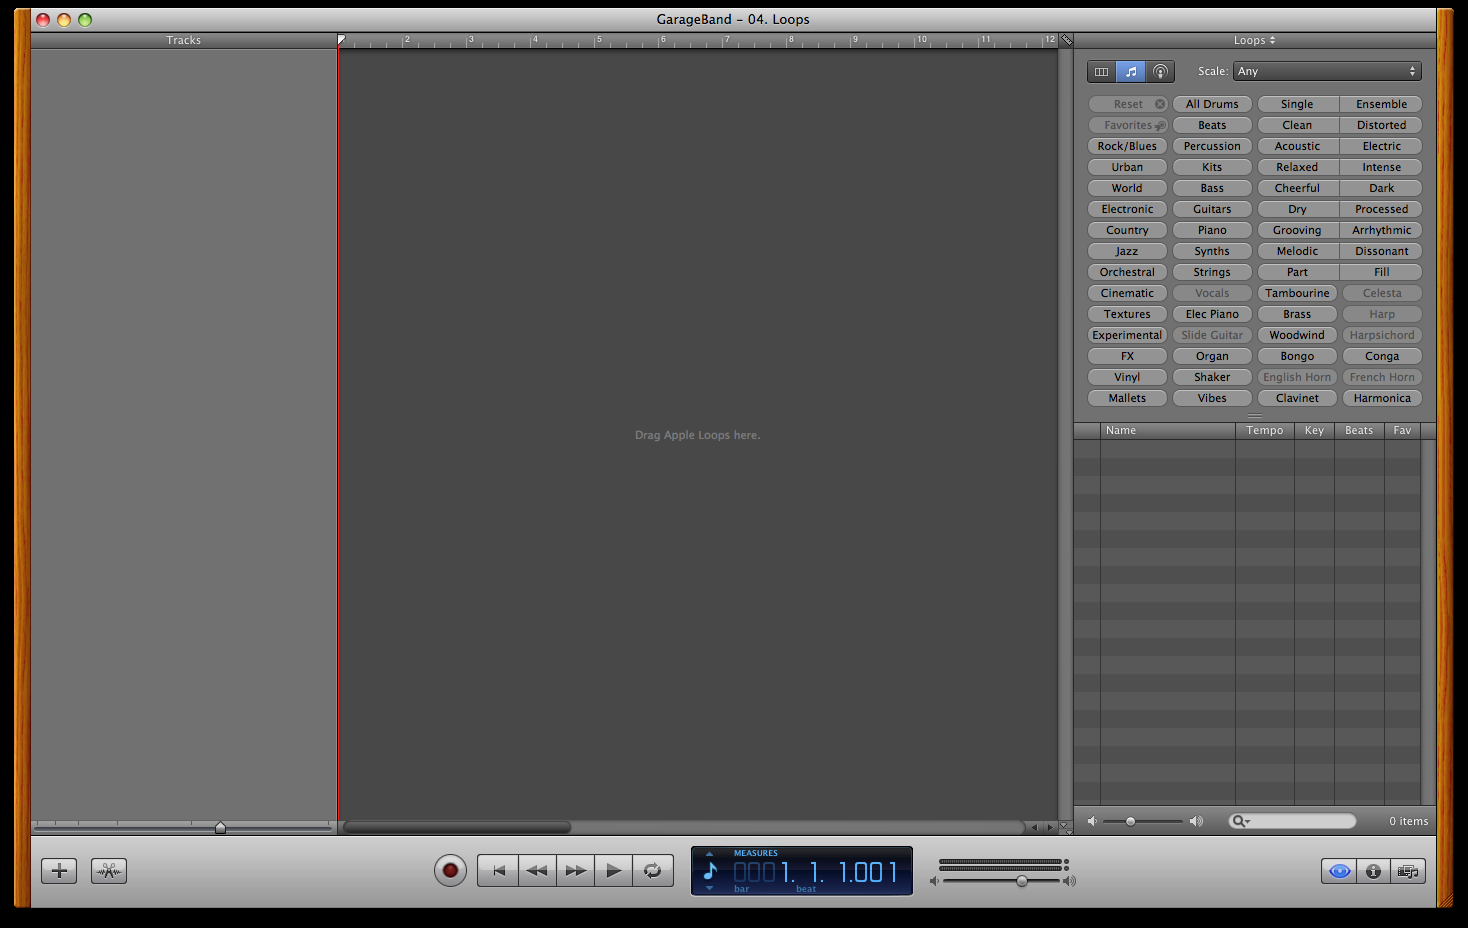 GarageBand – 04. Loops
Tracks
2 3 4 5 6 7 8 9 10 11 12
Loops
Scale: Any
Reset All Drums Single Ensemble
Favorites Beats Clean Distorted
Rock/Blues Percussion Acoustic Electric
Urban Kits Relaxed Intense
World Bass Cheerful Dark
Electronic Guitars Dry Processed
Country Piano Grooving Arrhythmic
Jazz Synths Melodic Dissonant
Orchestral Strings Part Fill
Cinematic Vocals Tambourine Celesta
Textures Elec Piano Brass Harp
Experimental Slide Guitar Woodwind Harpsichord
FX Organ Bongo Conga
Vinyl Shaker English Horn French Horn
Mallets Vibes Clavinet Harmonica
Drag Apple Loops here.
Name Tempo Key Beats Fav
0 items
MEASURES
0001. 1. 1.001
bar beat